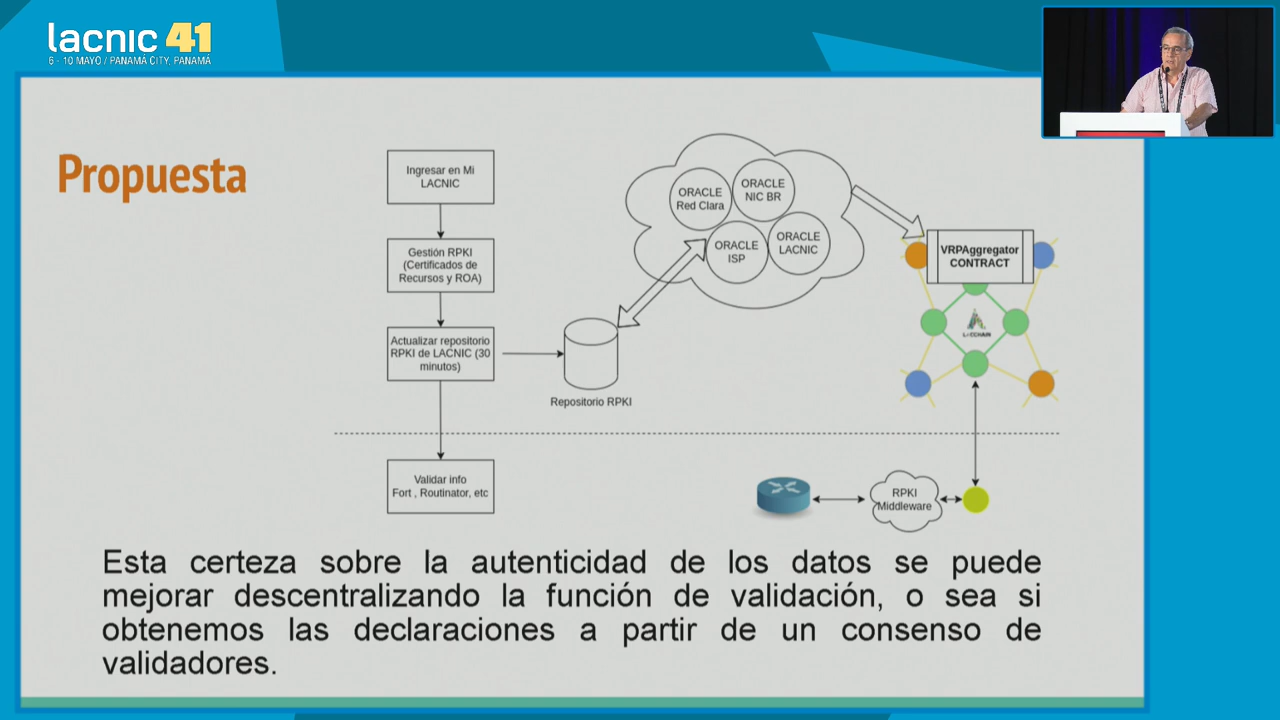 lacnic 41
6 - 10 MAYO / PANAMÁ CITY, PANAMÁ
Propuesta
Ingresar en Mi
LACNIC
Gestión RPKI
(Certificados de
Recursos y ROA)
Actualizar repositorio
RPKI de LACNIC (30
minutos)
Validar info
Fort , Routinator, etc
Repositorio RPKI
ORACLE
Red Clara
ORACLE
NIC BR
ORACLE
ISP
ORACLE
LACNIC
VRPAggregator
CONTRACT
RPKI
Middleware
Esta certeza sobre la autenticidad de los datos se puede
mejorar descentralizando la función de validación, o sea si
obtenemos las declaraciones a partir de un consenso de
validadores.